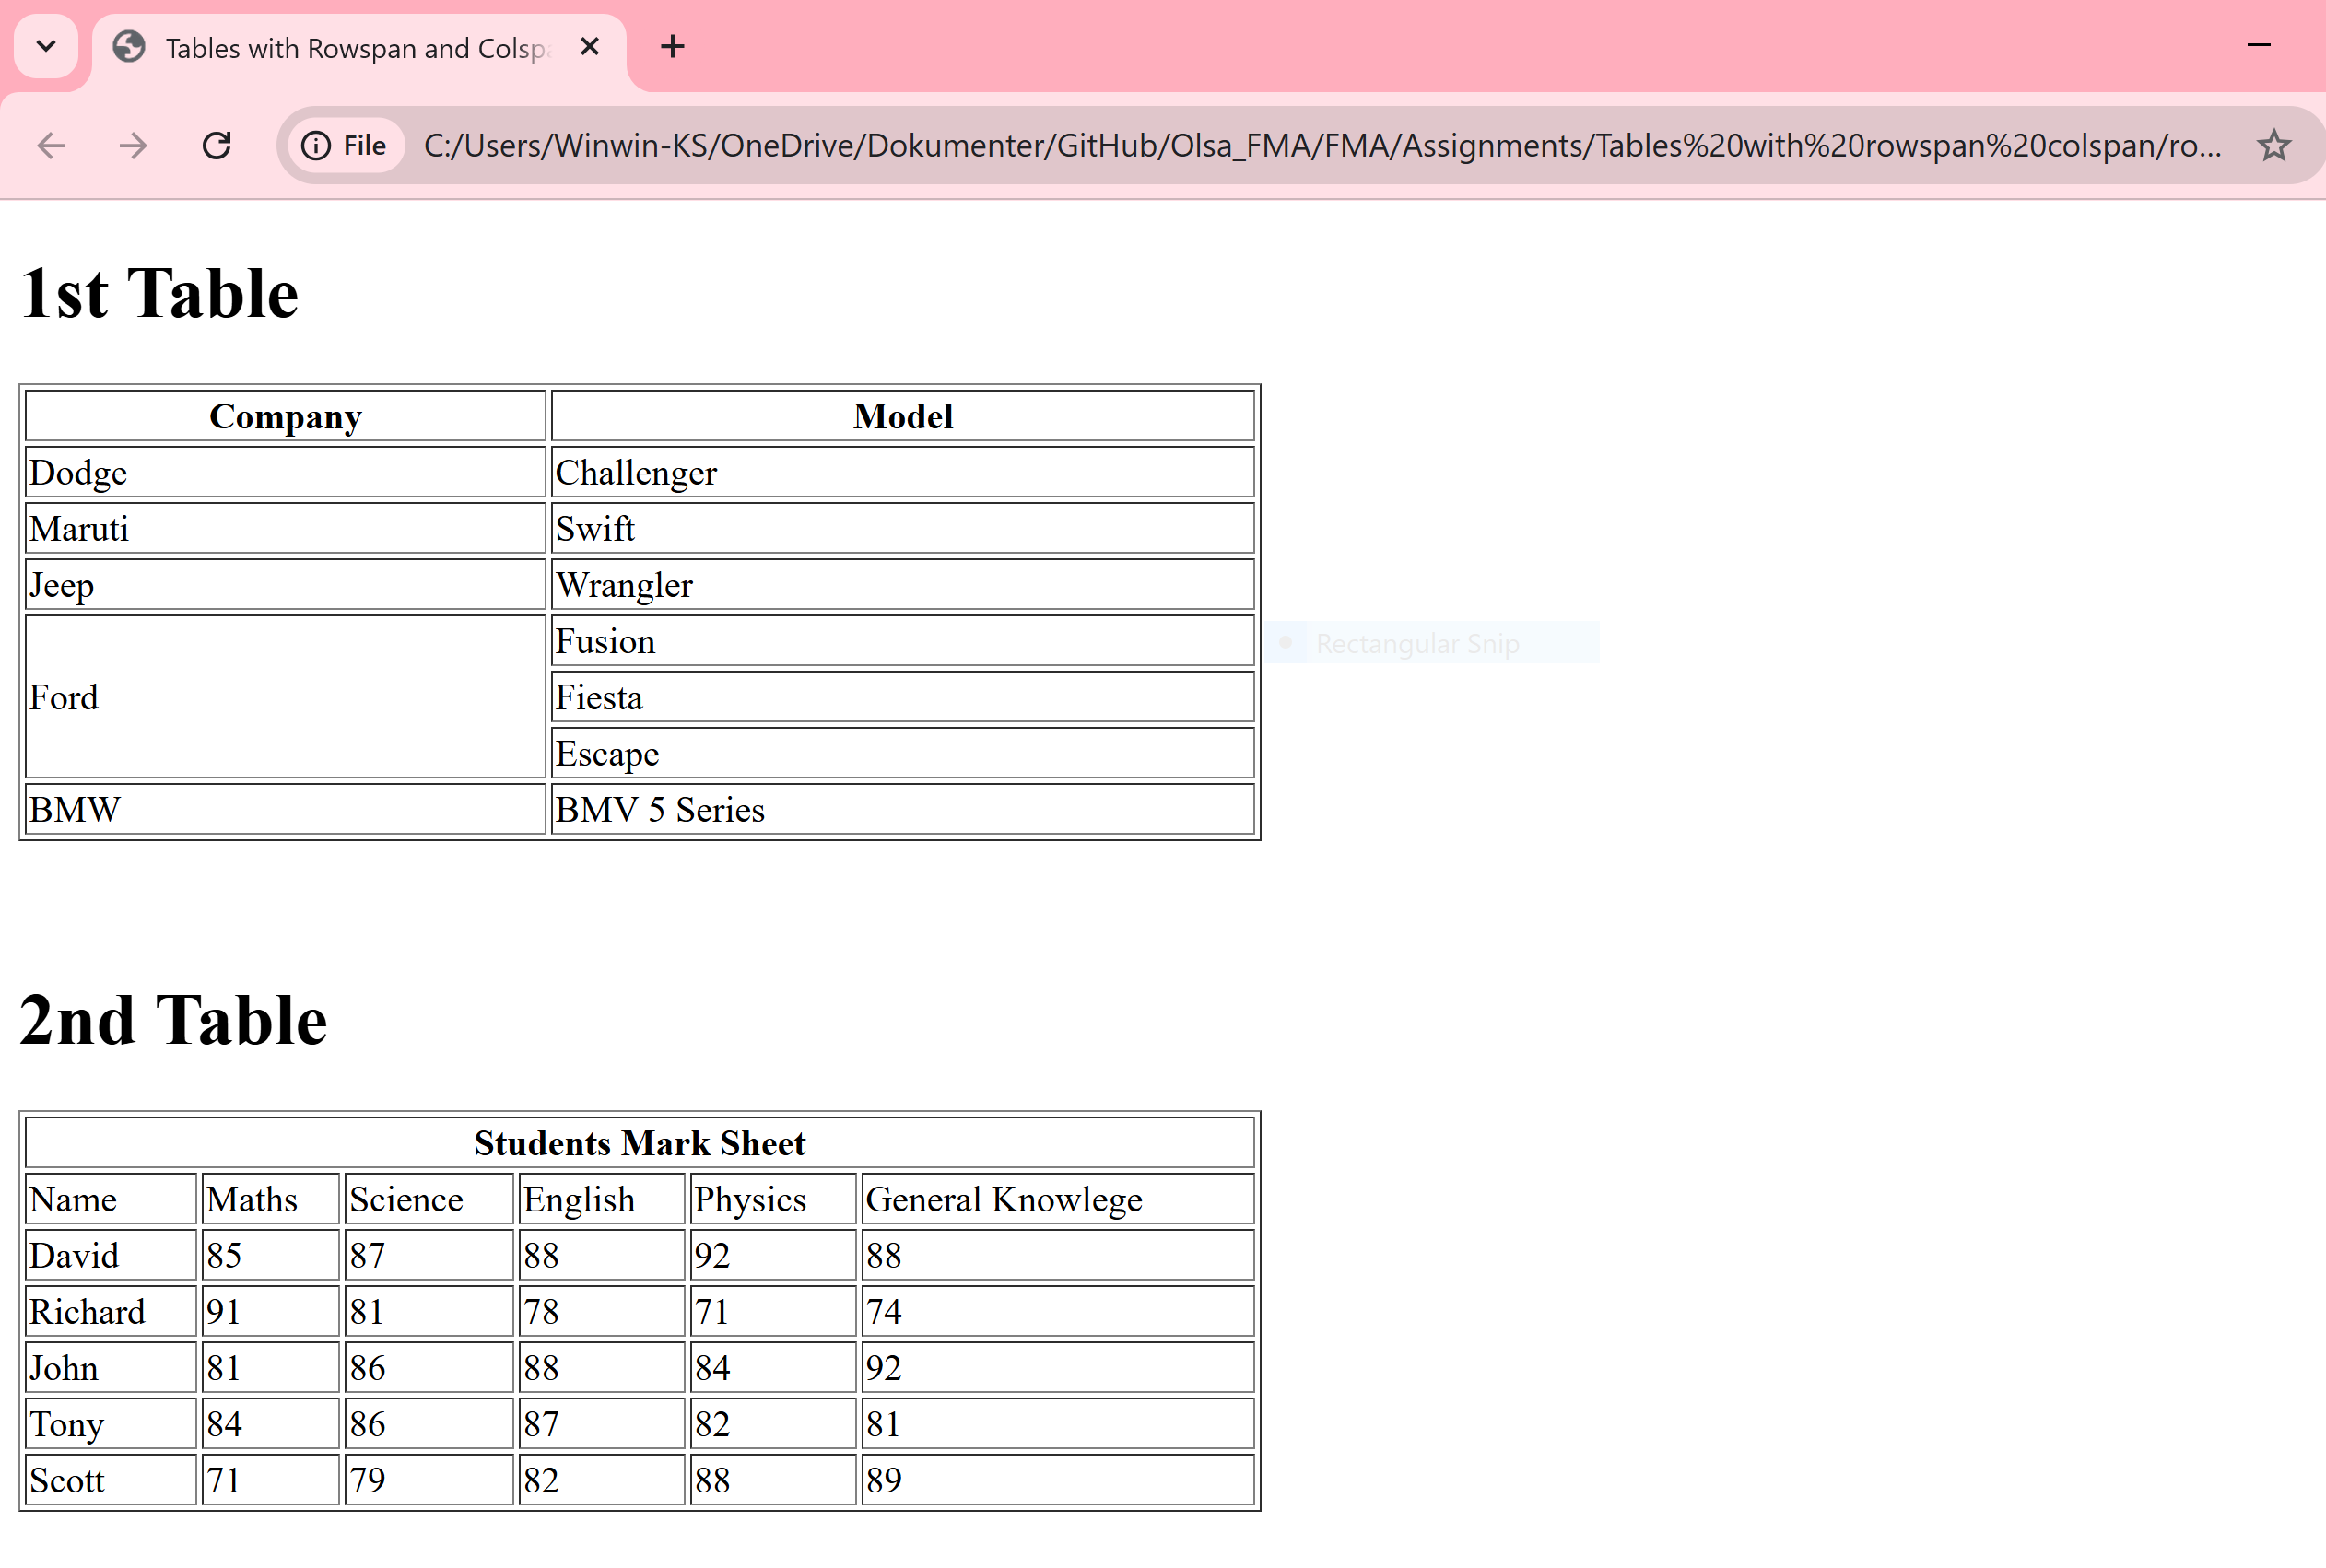 Tables with Rowspan and Colspa
File C:/Users/Winwin-KS/OneDrive/Dokumenter/GitHub/Olsa_FMA/FMA/Assignments/Tables%20with%20rowspan%20colspan/ro...
1st Table
Company Model
Dodge Challenger
Maruti Swift
Jeep Wrangler
Ford Fusion
Rectangular Snip
Fiesta
Escape
BMW BMV 5 Series
2nd Table
Students Mark Sheet
Name Maths Science English Physics General Knowlege
David 85 87 88 92 88
Richard 91 81 78 71 74
John 81 86 88 84 92
Tony 84 86 87 82 81
Scott 71 79 82 88 89